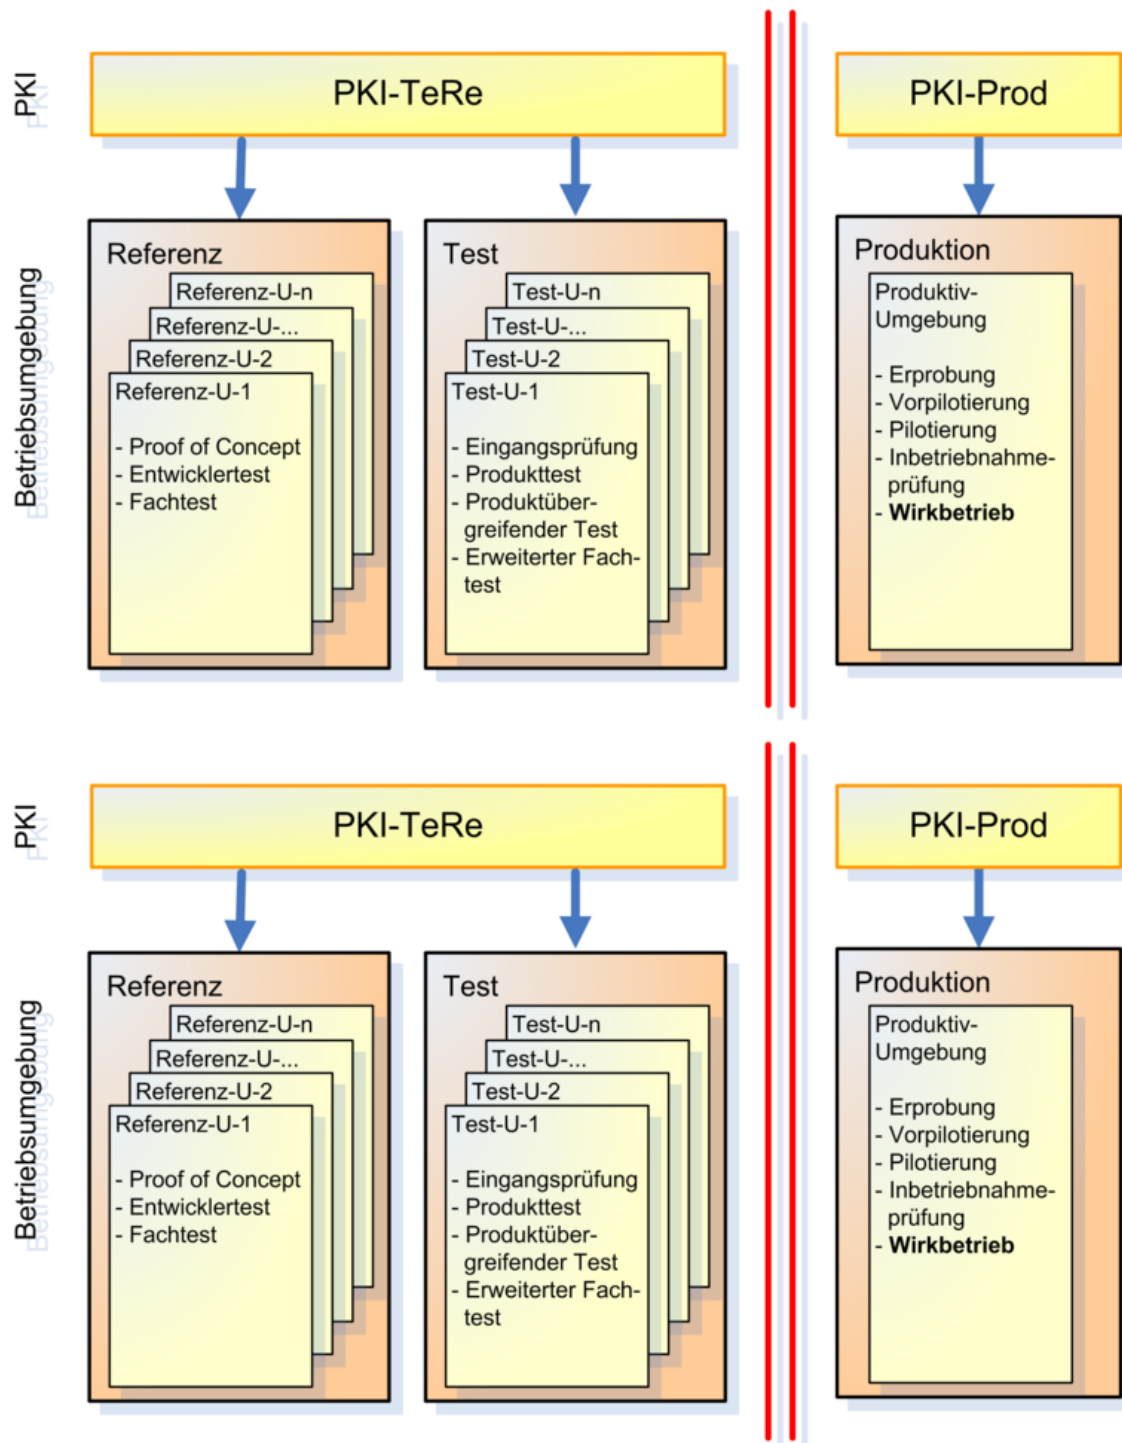 PKI
PKI-TeRe
PKI-Prod
Betriebsumgebung
Referenz
Referenz-U-n
Referenz-U-...
Referenz-U-2
Referenz-U-1
- Proof of Concept
- Entwicklertest
- Fachtest
Test
Test-U-n
Test-U-...
Test-U-2
Test-U-1
- Eingangsprüfung
- Produkttest
- Produktüber-
greifender Test
- Erweiterter Fach-
test
Produktion
Produktiv-
Umgebung
- Erprobung
- Vorpilotierung
- Pilotierung
- Inbetriebnahme-
prüfung
- Wirkbetrieb
PKI
PKI-TeRe
PKI-Prod
Betriebsumgebung
Referenz
Referenz-U-n
Referenz-U-...
Referenz-U-2
Referenz-U-1
- Proof of Concept
- Entwicklertest
- Fachtest
Test
Test-U-n
Test-U-...
Test-U-2
Test-U-1
- Eingangsprüfung
- Produkttest
- Produktüber-
greifender Test
- Erweiterter Fach-
test
Produktion
Produktiv-
Umgebung
- Erprobung
- Vorpilotierung
- Pilotierung
- Inbetriebnahme-
prüfung
- Wirkbetrieb